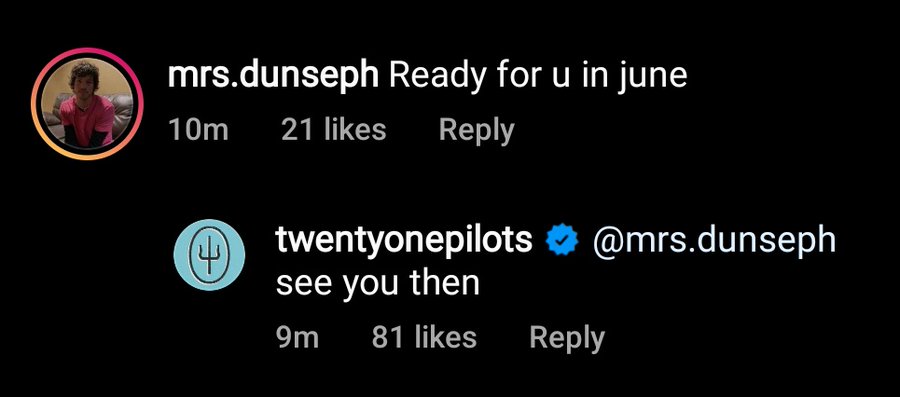 mrs.dunseph Ready for u in june
10m 21 likes Reply
twentyonepilots @mrs.dunseph
see you then
9m 81 likes Reply